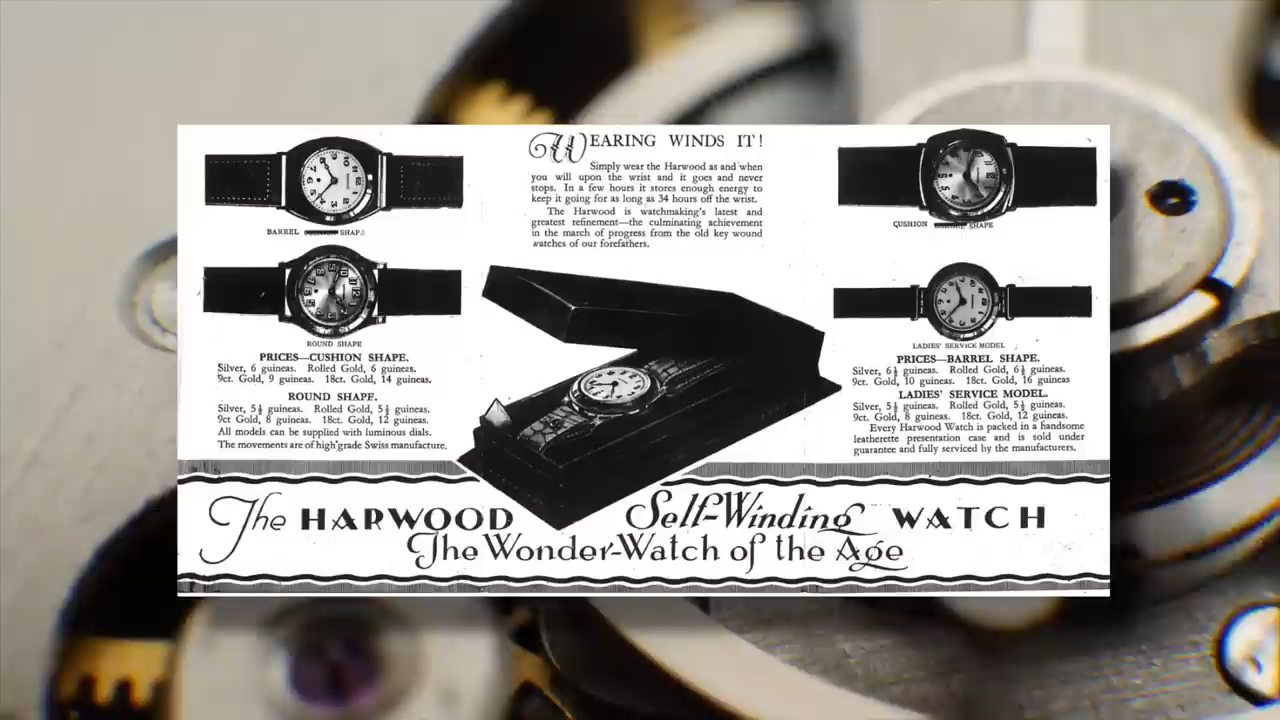 WEARING WINDS IT!
Simply wear the Harwood as and when
you will upon the wrist and it goes and never
stops. In a few hours it stores enough energy to
keep it going for as long as 34 hours off the wrist.
The Harwood is watchmaking's latest and
greatest refinement—the culminating achievement
in the march of progress from the old key wound
watches of our forefathers.
BARREL SHAPE
ROUND SHAPE
PRICES—CUSHION SHAPE.
Silver, 6 guineas. Rolled Gold, 6 guineas.
9ct. Gold, 9 guineas. 18ct. Gold, 14 guineas.
ROUND SHAPE.
Silver, 5½ guineas. Rolled Gold, 5½ guineas.
9ct Gold, 8 guineas. 18ct. Gold, 12 guineas.
All models can be supplied with luminous dials.
The movements are of high grade Swiss manufacture.
CUSHION SHAPE
LADIES' SERVICE MODEL
PRICES—BARREL SHAPE.
Silver, 6½ guineas. Rolled Gold, 6½ guineas.
9ct. Gold, 10 guineas. 18ct. Gold, 16 guineas
LADIES' SERVICE MODEL.
Silver, 5½ guineas. Rolled Gold, 5½ guineas.
9ct. Gold, 8 guineas. 18ct. Gold, 12 guineas.
Every Harwood Watch is packed in a handsome
leatherette presentation case and is sold under
guarantee and fully serviced by the manufacturers.
The HARWOOD Self-Winding WATCH
The Wonder-Watch of the Age